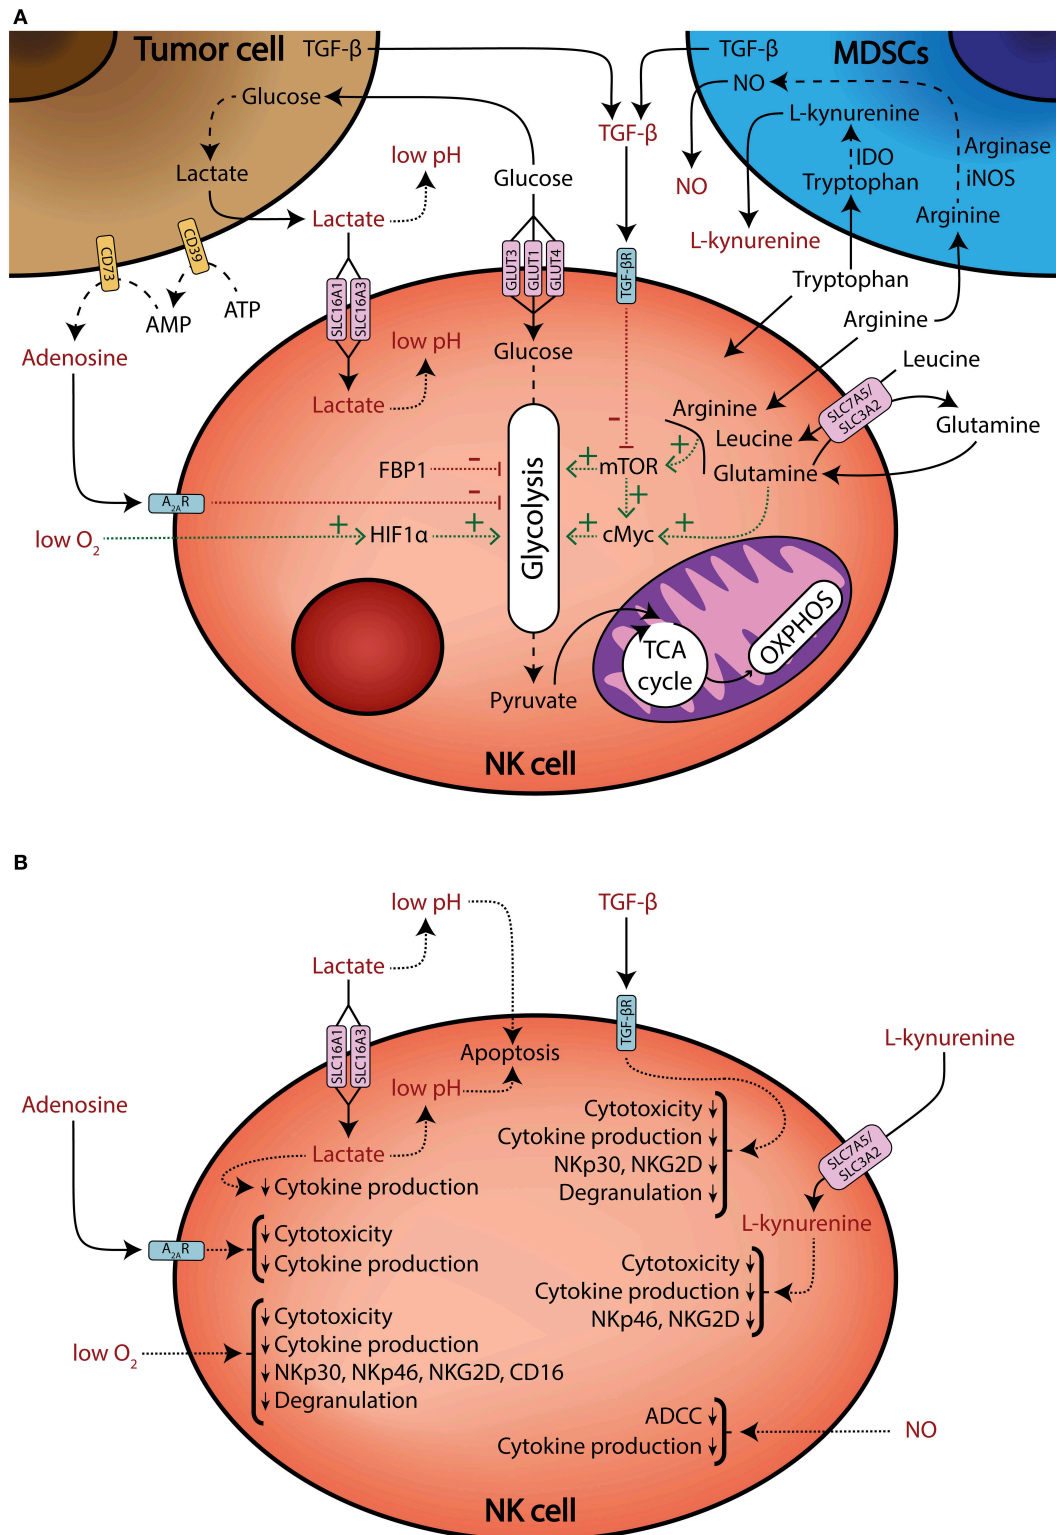 A
Tumor cell
TGF-β
TGF-β
MDSCs
Glucose
NO
L-kynurenine
TGF-β
Arginase
low pH
IDO
Lactate
Glucose
Tryptophan
iNOS
NO
Lactate
Arginine
L-kynurenine
CD39
CD73
GLUT3
GLUT1
GLUT4
TGF-βR
Tryptophan
SLC16A1
SLC16A3
ATP
AMP
Arginine
low pH
Glucose
Adenosine
Leucine
SLC7A5/
SLC3A2
Lactate
Arginine
Glutamine
Leucine
FBP1
mTOR
Glutamine
A2AR
low O2
HIF1α
Glycolysis
cMyc
TCA
cycle
OXPHOS
Pyruvate
NK cell
B
low pH
TGF-β
Lactate
TGF-βR
SLC16A1
SLC16A3
Apoptosis
L-kynurenine
low pH
Adenosine
Cytotoxicity ↓
Cytokine production ↓
NKp30, NKG2D ↓
Degranulation ↓
SLC7A5/
SLC3A2
Lactate
↓ Cytokine production
L-kynurenine
A2AR
↓ Cytotoxicity
↓ Cytokine production
Cytotoxicity ↓
Cytokine production ↓
NKp46, NKG2D ↓
low O2
↓ Cytotoxicity
↓ Cytokine production
↓ NKp30, NKp46, NKG2D, CD16
↓ Degranulation
ADCC ↓
Cytokine production ↓
NO
NK cell